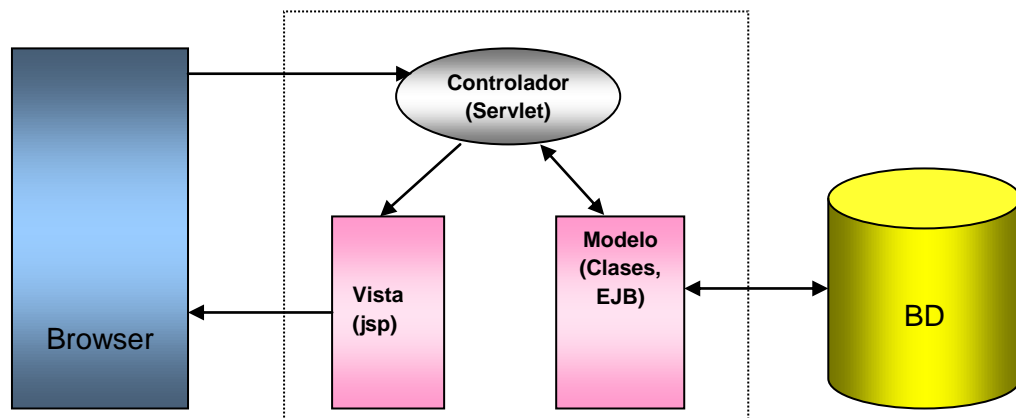 Controlador
(Servlet)
Modelo
(Clases,
EJB)
Vista
(jsp)
Browser
BD